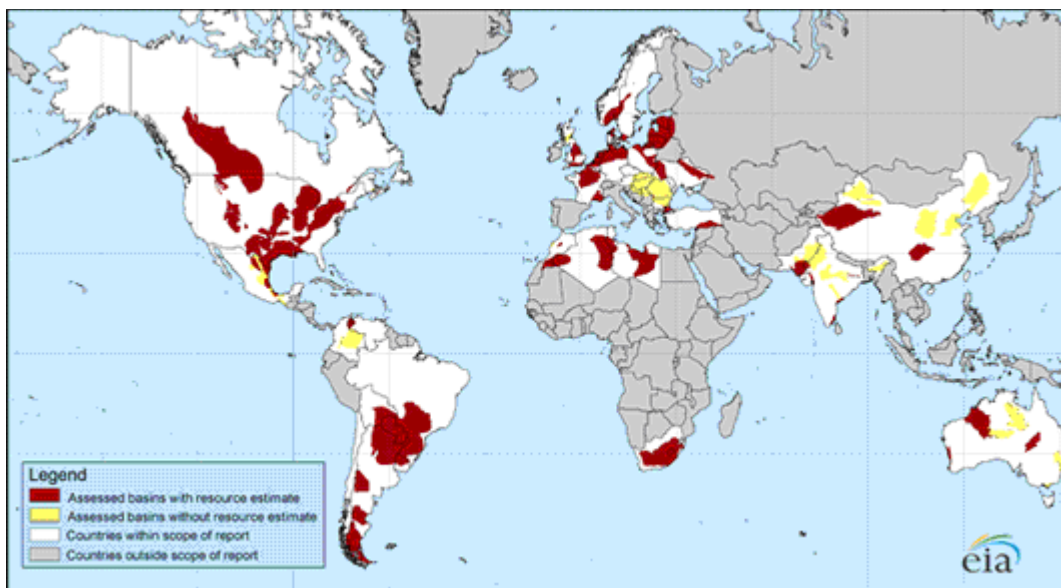 Legend
Assessed basins with resource estimate
Assessed basins without resource estimate
Countries within scope of report
Countries outside scope of report
eia